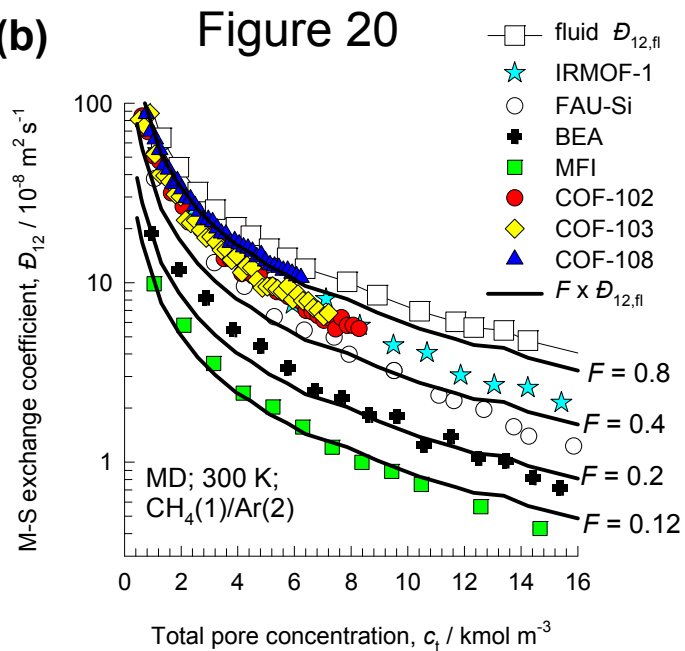 (b)
Figure 20
fluid Đ12,fl
IRMOF-1
FAU-Si
BEA
MFI
COF-102
COF-103
COF-108
F x Đ12,fl
M-S exchange coefficient, Đ12 / 10-8 m2 s-1
100
10
1
F = 0.8
F = 0.4
F = 0.2
F = 0.12
MD; 300 K;
CH4(1)/Ar(2)
0 2 4 6 8 10 12 14 16
Total pore concentration, ct / kmol m-3